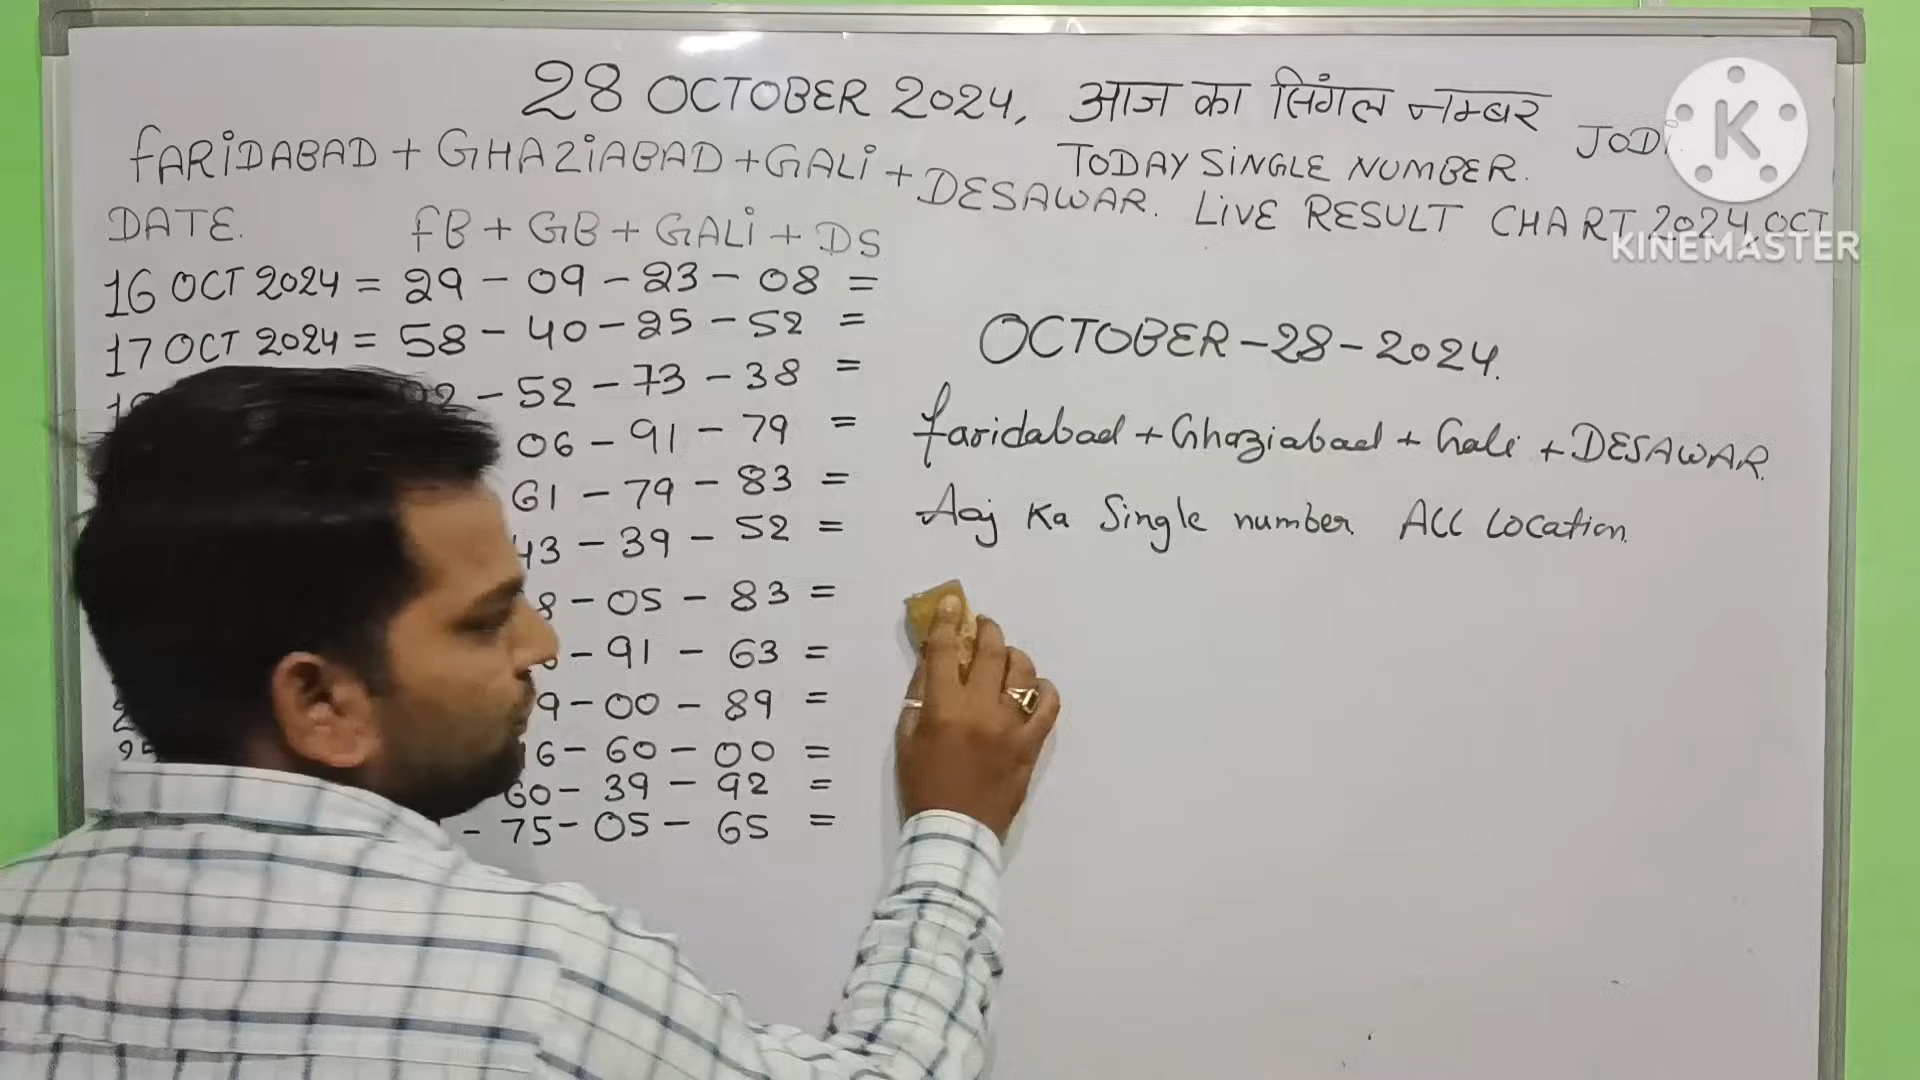 28 OCTOBER 2024, आज का सिंगल नम्बर
FARIDABAD + GHAZIABAD + GALI + DESAWAR. TODAY SINGLE NUMBER. JODI
LIVE RESULT CHART 2024, OCT
K
KINEMASTER
DATE. FB + GB + GALI + DS
16 OCT 2024 = 29 - 09 - 23 - 08 =
17 OCT 2024 = 58 - 40 - 25 - 52 =
- 52 - 73 - 38 =
06 - 91 - 79 =
61 - 79 - 83 =
43 - 39 - 52 =
8 - 05 - 83 =
- 91 - 63 =
9 - 00 - 89 =
16 - 60 - 00 =
60 - 39 - 92 =
- 75 - 05 - 65 =
OCTOBER - 28 - 2024.
faridabad + Ghaziabad + Gali + DESAWAR.
Aaj Ka Single number ALL Location.